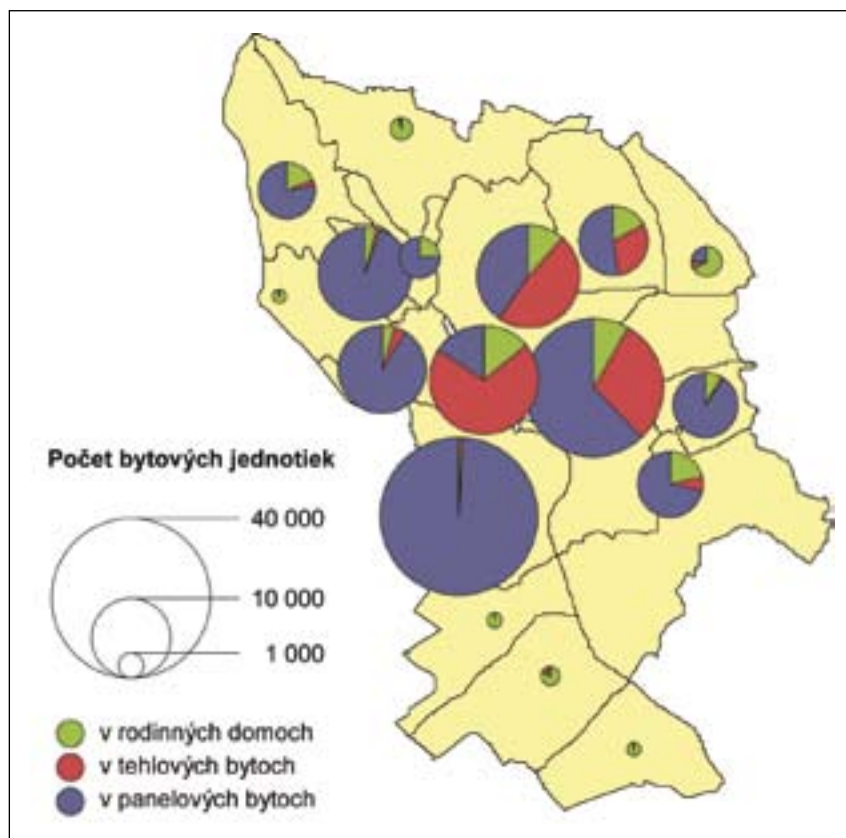 Počet bytových jednotiek
40 000
10 000
1 000
v rodinných domoch
v tehlových bytoch
v panelových bytoch